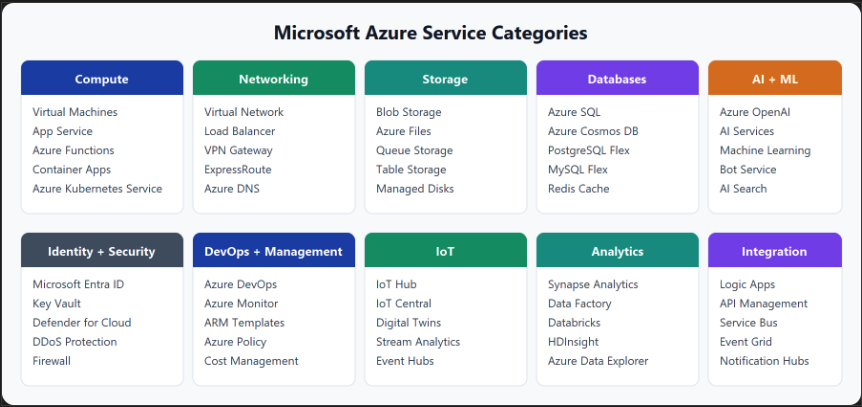 Microsoft Azure Service Categories
Compute
Virtual Machines
App Service
Azure Functions
Container Apps
Azure Kubernetes Service
Networking
Virtual Network
Load Balancer
VPN Gateway
ExpressRoute
Azure DNS
Storage
Blob Storage
Azure Files
Queue Storage
Table Storage
Managed Disks
Databases
Azure SQL
Azure Cosmos DB
PostgreSQL Flex
MySQL Flex
Redis Cache
AI + ML
Azure OpenAI
AI Services
Machine Learning
Bot Service
AI Search
Identity + Security
Microsoft Entra ID
Key Vault
Defender for Cloud
DDoS Protection
Firewall
DevOps + Management
Azure DevOps
Azure Monitor
ARM Templates
Azure Policy
Cost Management
IoT
IoT Hub
IoT Central
Digital Twins
Stream Analytics
Event Hubs
Analytics
Synapse Analytics
Data Factory
Databricks
HDInsight
Azure Data Explorer
Integration
Logic Apps
API Management
Service Bus
Event Grid
Notification Hubs